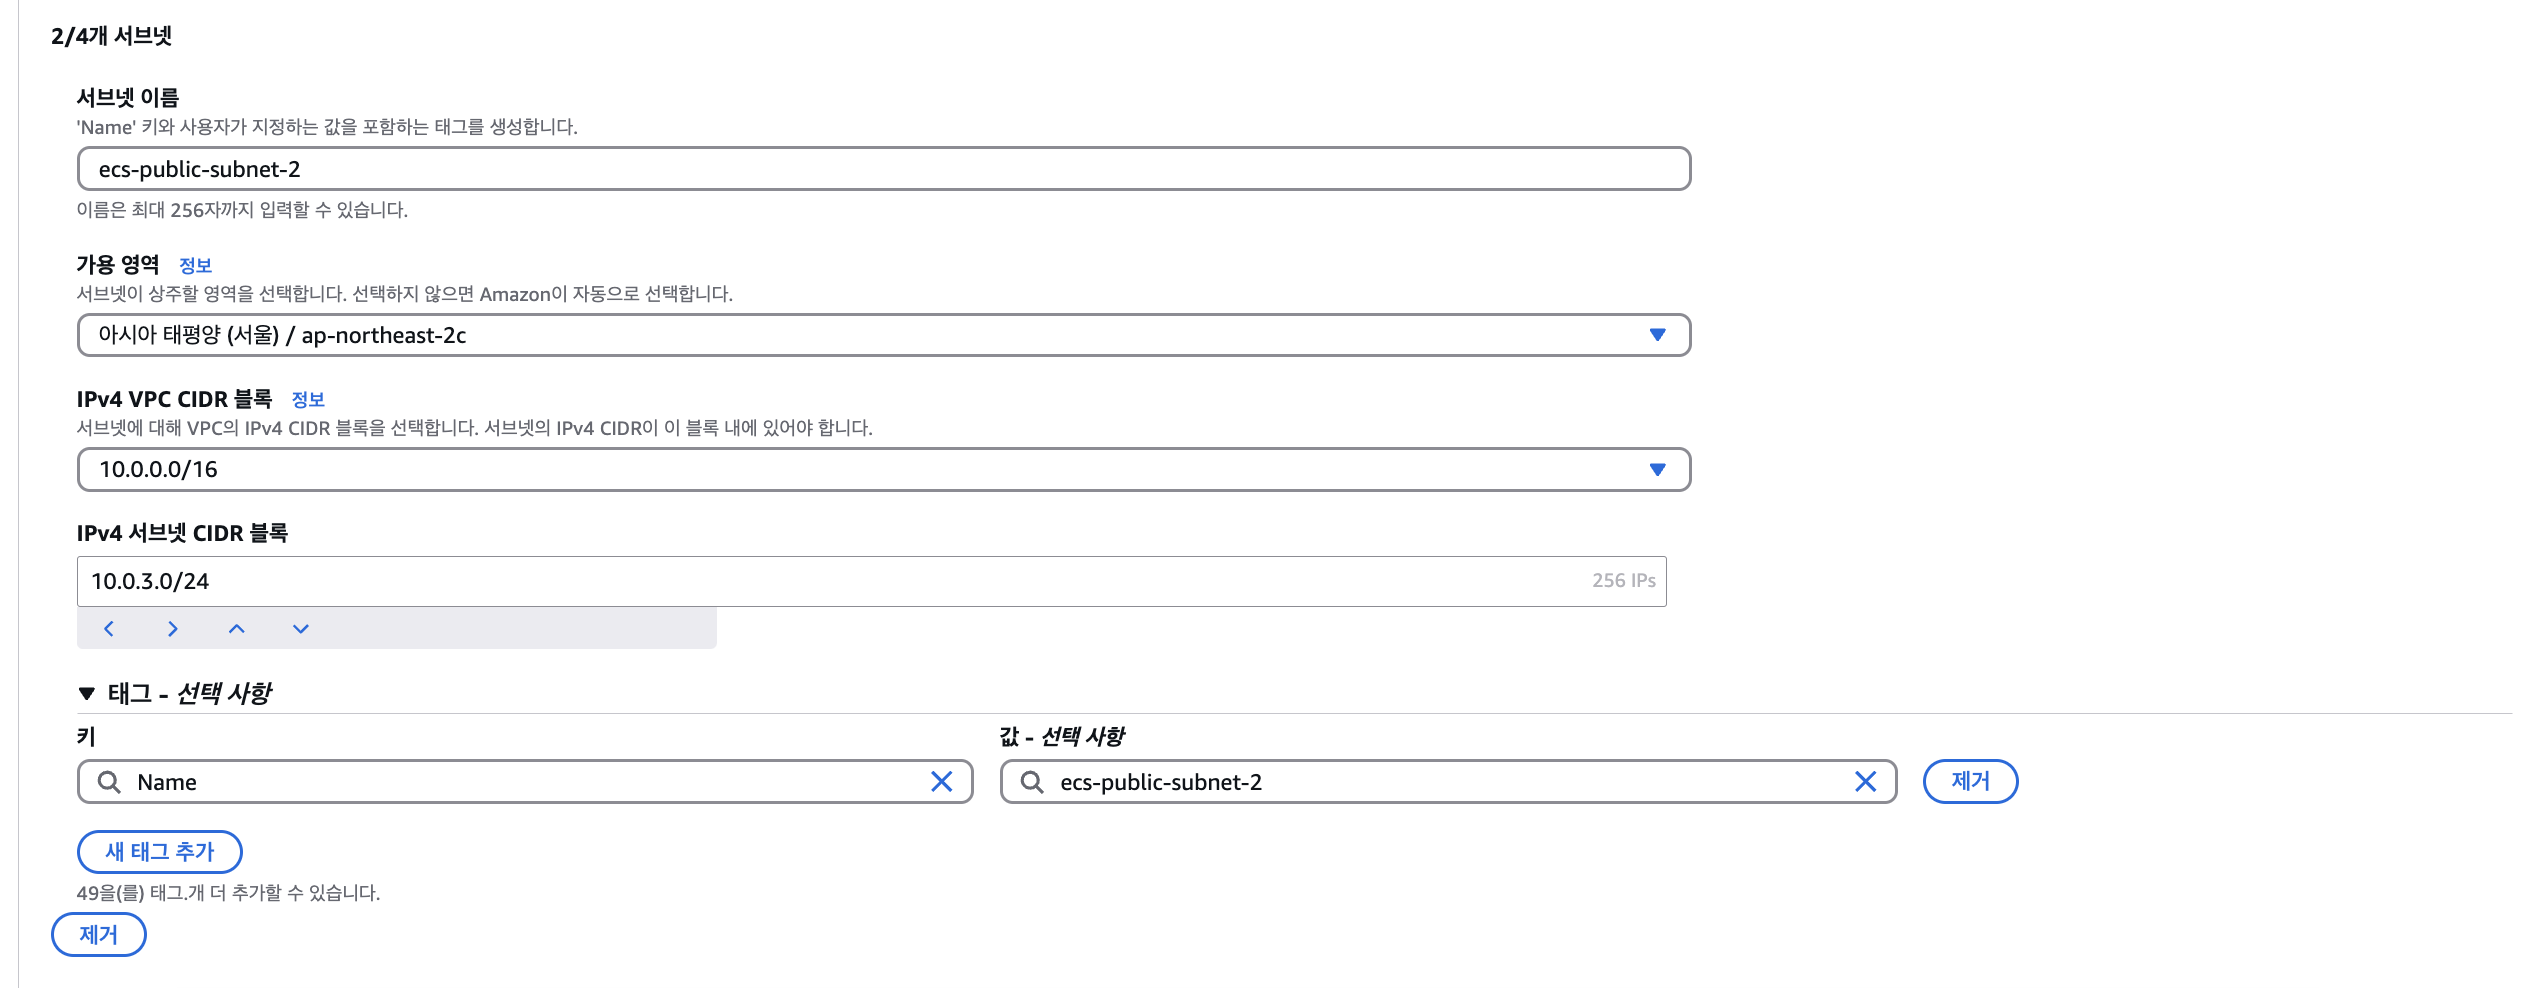 2/4개 서브넷
서브넷 이름
'Name' 키와 사용자가 지정하는 값을 포함하는 태그를 생성합니다.
ecs-public-subnet-2
이름은 최대 256자까지 입력할 수 있습니다.
가용 영역 정보
서브넷이 상주할 영역을 선택합니다. 선택하지 않으면 Amazon이 자동으로 선택합니다.
아시아 태평양 (서울) / ap-northeast-2c
IPv4 VPC CIDR 블록 정보
서브넷에 대해 VPC의 IPv4 CIDR 블록을 선택합니다. 서브넷의 IPv4 CIDR이 이 블록 내에 있어야 합니다.
10.0.0.0/16
IPv4 서브넷 CIDR 블록
10.0.3.0/24 256 IPs
태그 - 선택 사항
키 값 - 선택 사항
Name ecs-public-subnet-2 제거
새 태그 추가
49을(를) 태그.개 더 추가할 수 있습니다.
제거